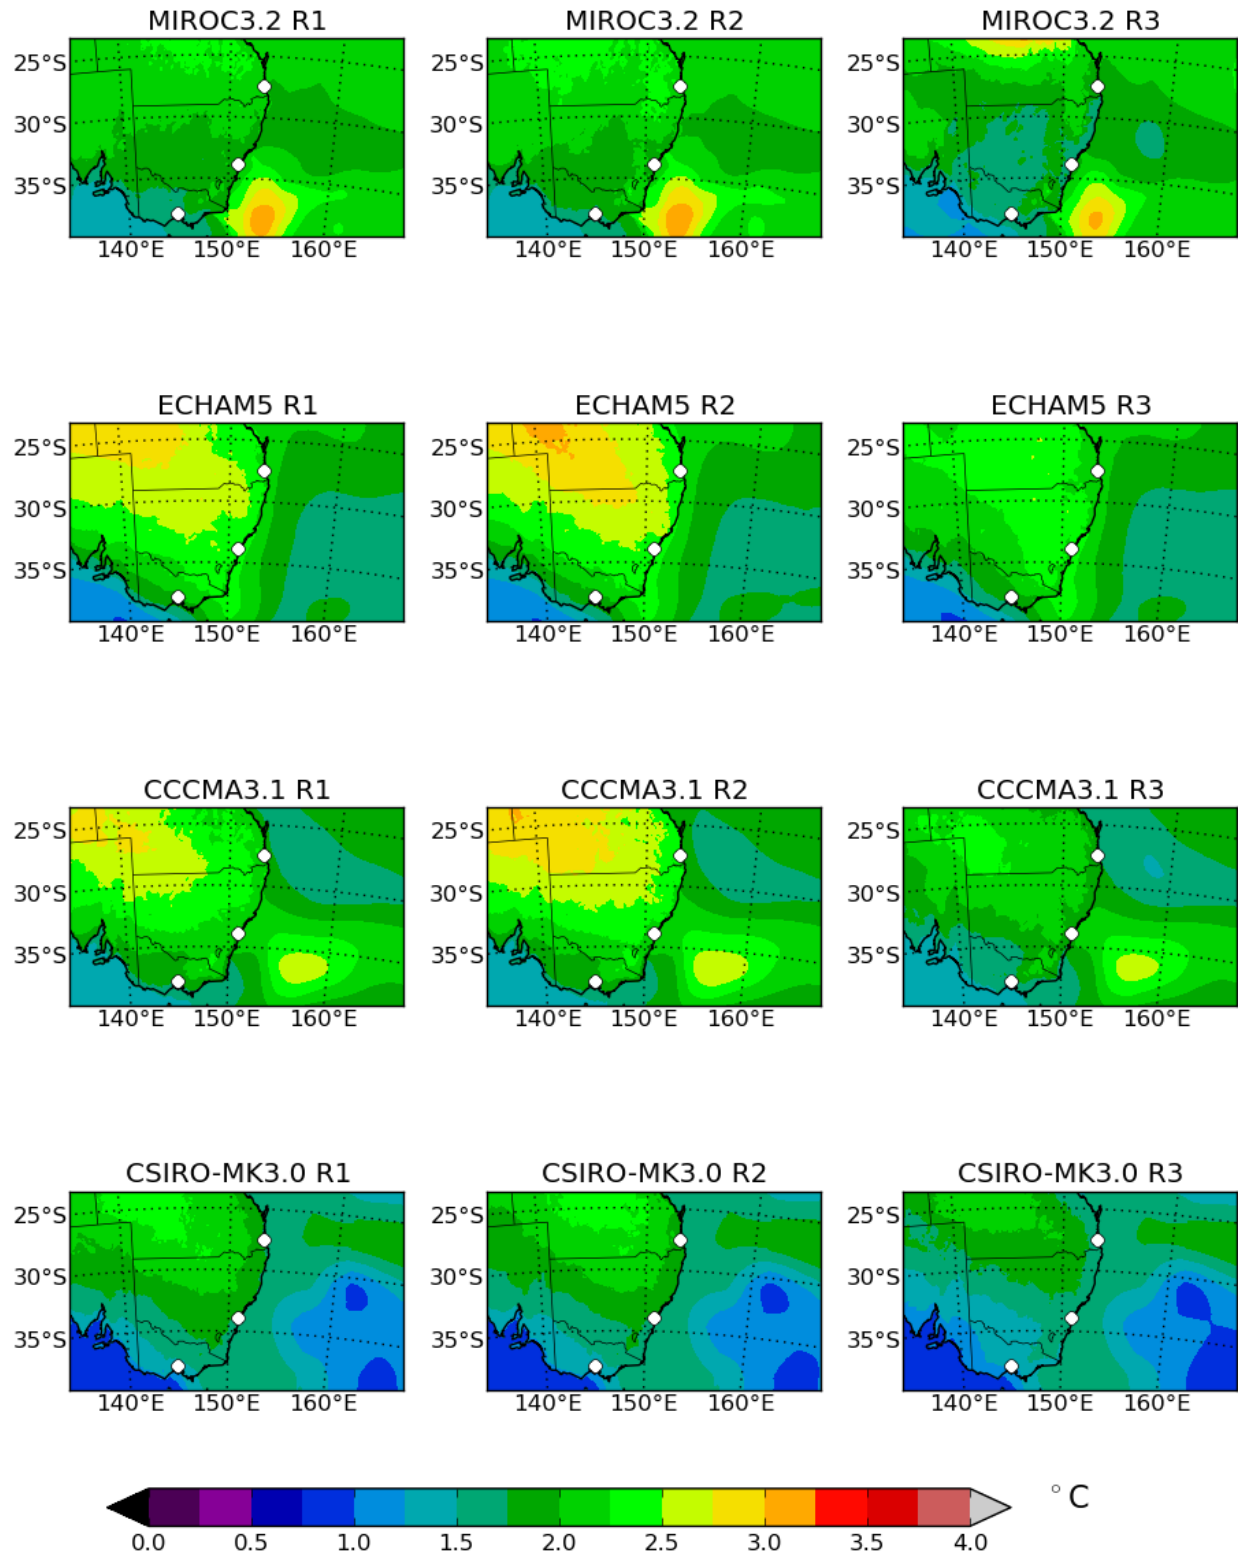 MIROC3.2 R1 MIROC3.2 R2 MIROC3.2 R3
25°S 25°S 25°S
30°S 30°S 30°S
35°S 35°S 35°S
140°E 150°E 160°E 140°E 150°E 160°E 140°E 150°E 160°E
ECHAM5 R1 ECHAM5 R2 ECHAM5 R3
25°S 25°S 25°S
30°S 30°S 30°S
35°S 35°S 35°S
140°E 150°E 160°E 140°E 150°E 160°E 140°E 150°E 160°E
CCCMA3.1 R1 CCCMA3.1 R2 CCCMA3.1 R3
25°S 25°S 25°S
30°S 30°S 30°S
35°S 35°S 35°S
140°E 150°E 160°E 140°E 150°E 160°E 140°E 150°E 160°E
CSIRO-MK3.0 R1 CSIRO-MK3.0 R2 CSIRO-MK3.0 R3
25°S 25°S 25°S
30°S 30°S 30°S
35°S 35°S 35°S
140°E 150°E 160°E 140°E 150°E 160°E 140°E 150°E 160°E
°C
0.0 0.5 1.0 1.5 2.0 2.5 3.0 3.5 4.0